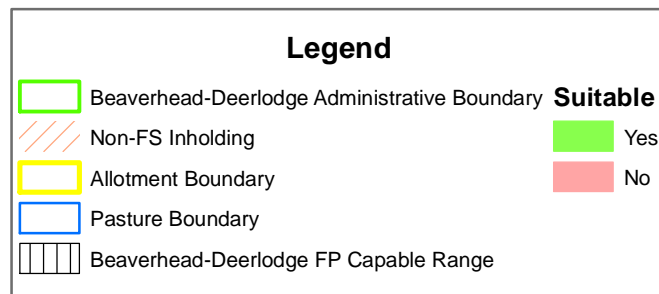 Legend
Beaverhead-Deerlodge Administrative Boundary
Non-FS Inholding
Allotment Boundary
Pasture Boundary
Beaverhead-Deerlodge FP Capable Range
Suitable
Yes
No